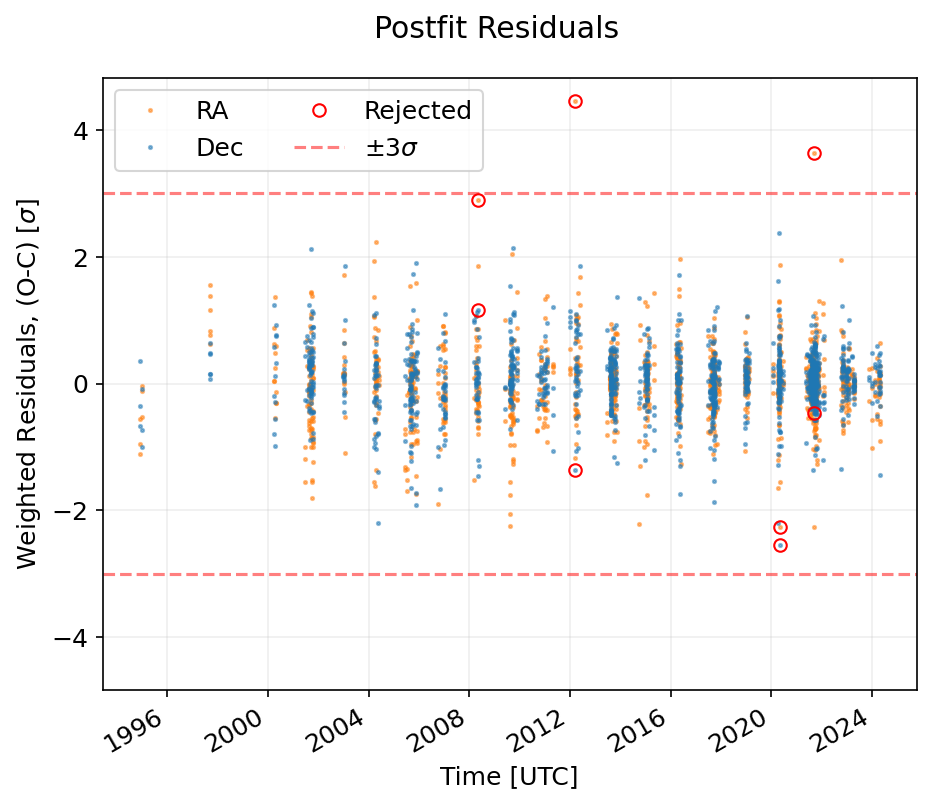 Postfit Residuals
RA
Dec
Rejected
±3σ
Weighted Residuals, (O-C) [σ]
4
2
0
−2
−4
1996
2000
2004
2008
2012
2016
2020
2024
Time [UTC]